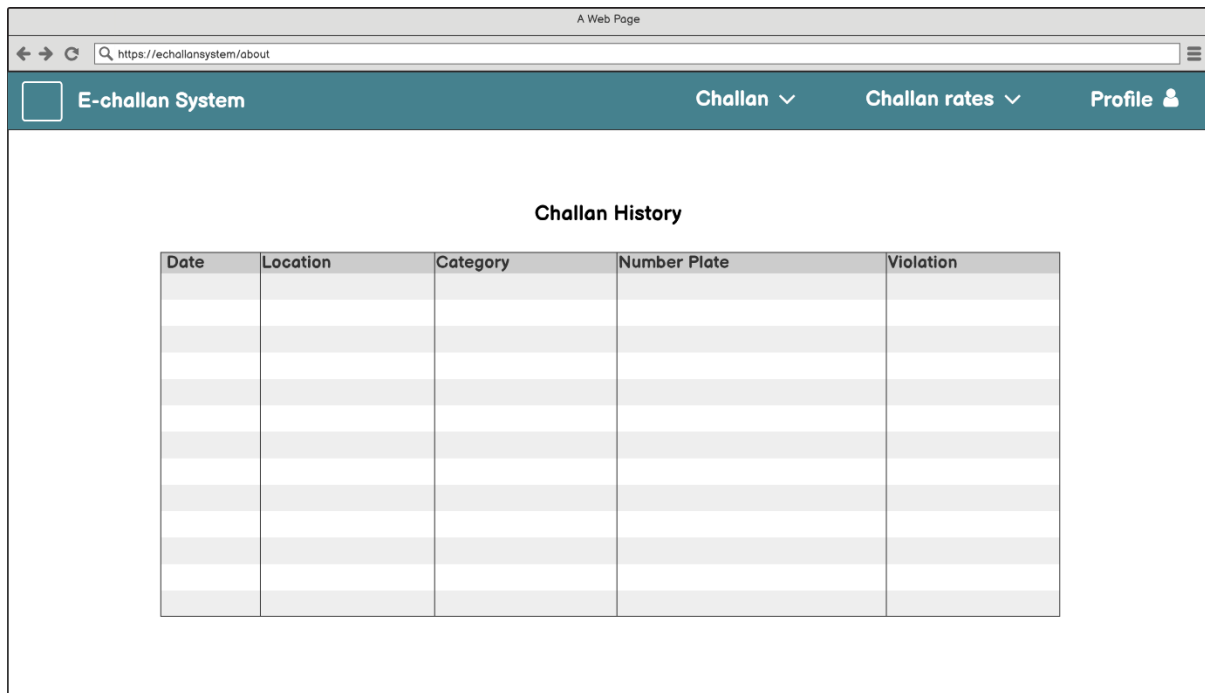 A Web Page
https://echallansystem/about
E-challan System Challan Challan rates Profile
Challan History
Date Location Category Number Plate Violation